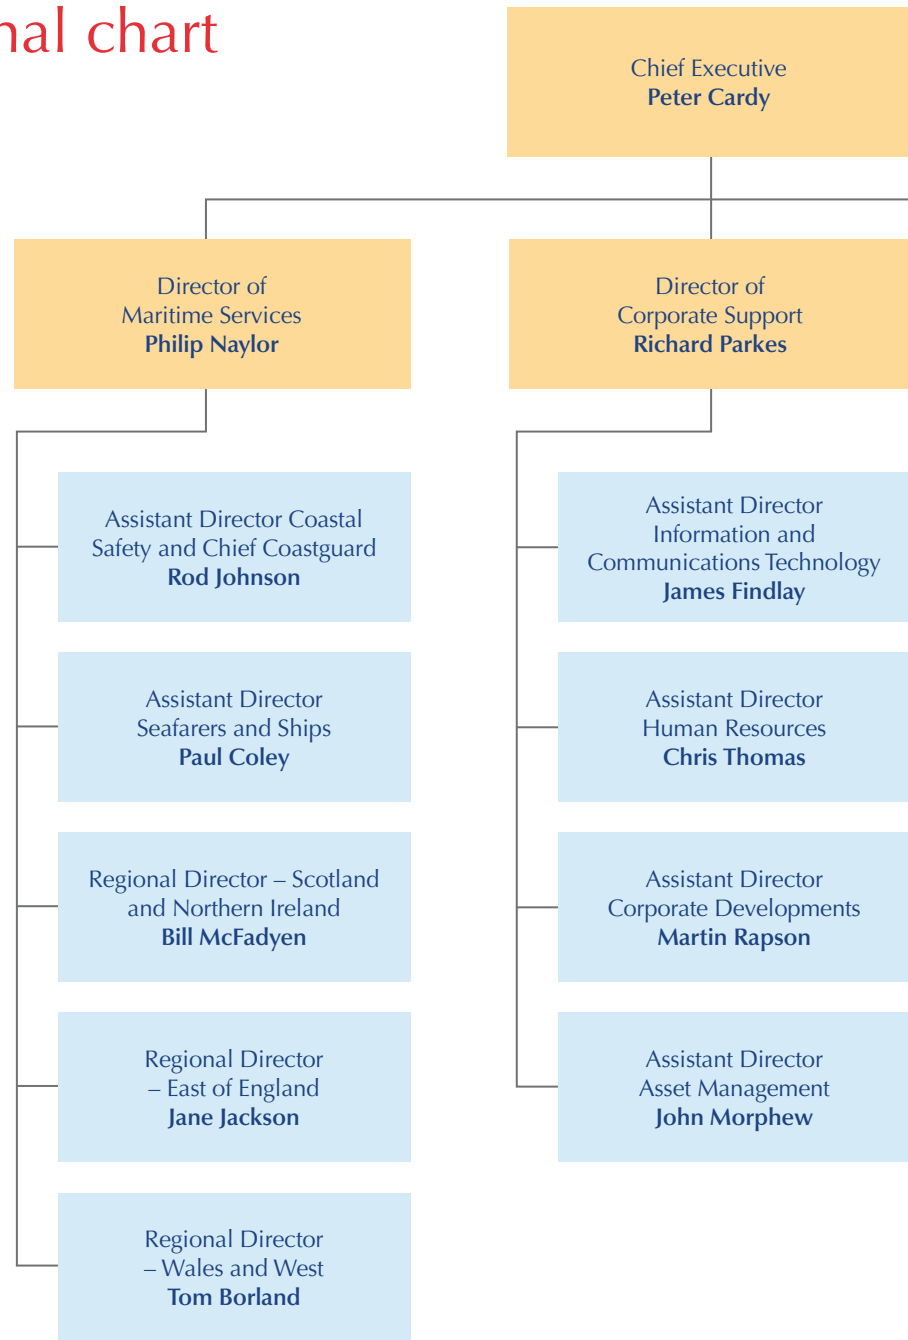 nal chart
Chief Executive
Peter Cardy
Director of
Maritime Services
Philip Naylor
Director of
Corporate Support
Richard Parkes
Assistant Director Coastal
Safety and Chief Coastguard
Rod Johnson
Assistant Director
Seafarers and Ships
Paul Coley
Regional Director – Scotland
and Northern Ireland
Bill McFadyen
Regional Director
– East of England
Jane Jackson
Regional Director
– Wales and West
Tom Borland
Assistant Director
Information and
Communications Technology
James Findlay
Assistant Director
Human Resources
Chris Thomas
Assistant Director
Corporate Developments
Martin Rapson
Assistant Director
Asset Management
John Morphew